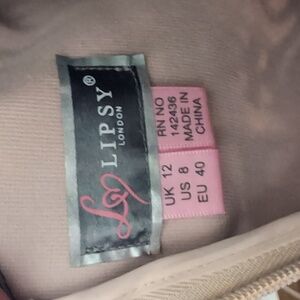 LIPSY®
LONDON
RN NO
142436
MADE IN
CHINA
UK 12
US 8
EU 40